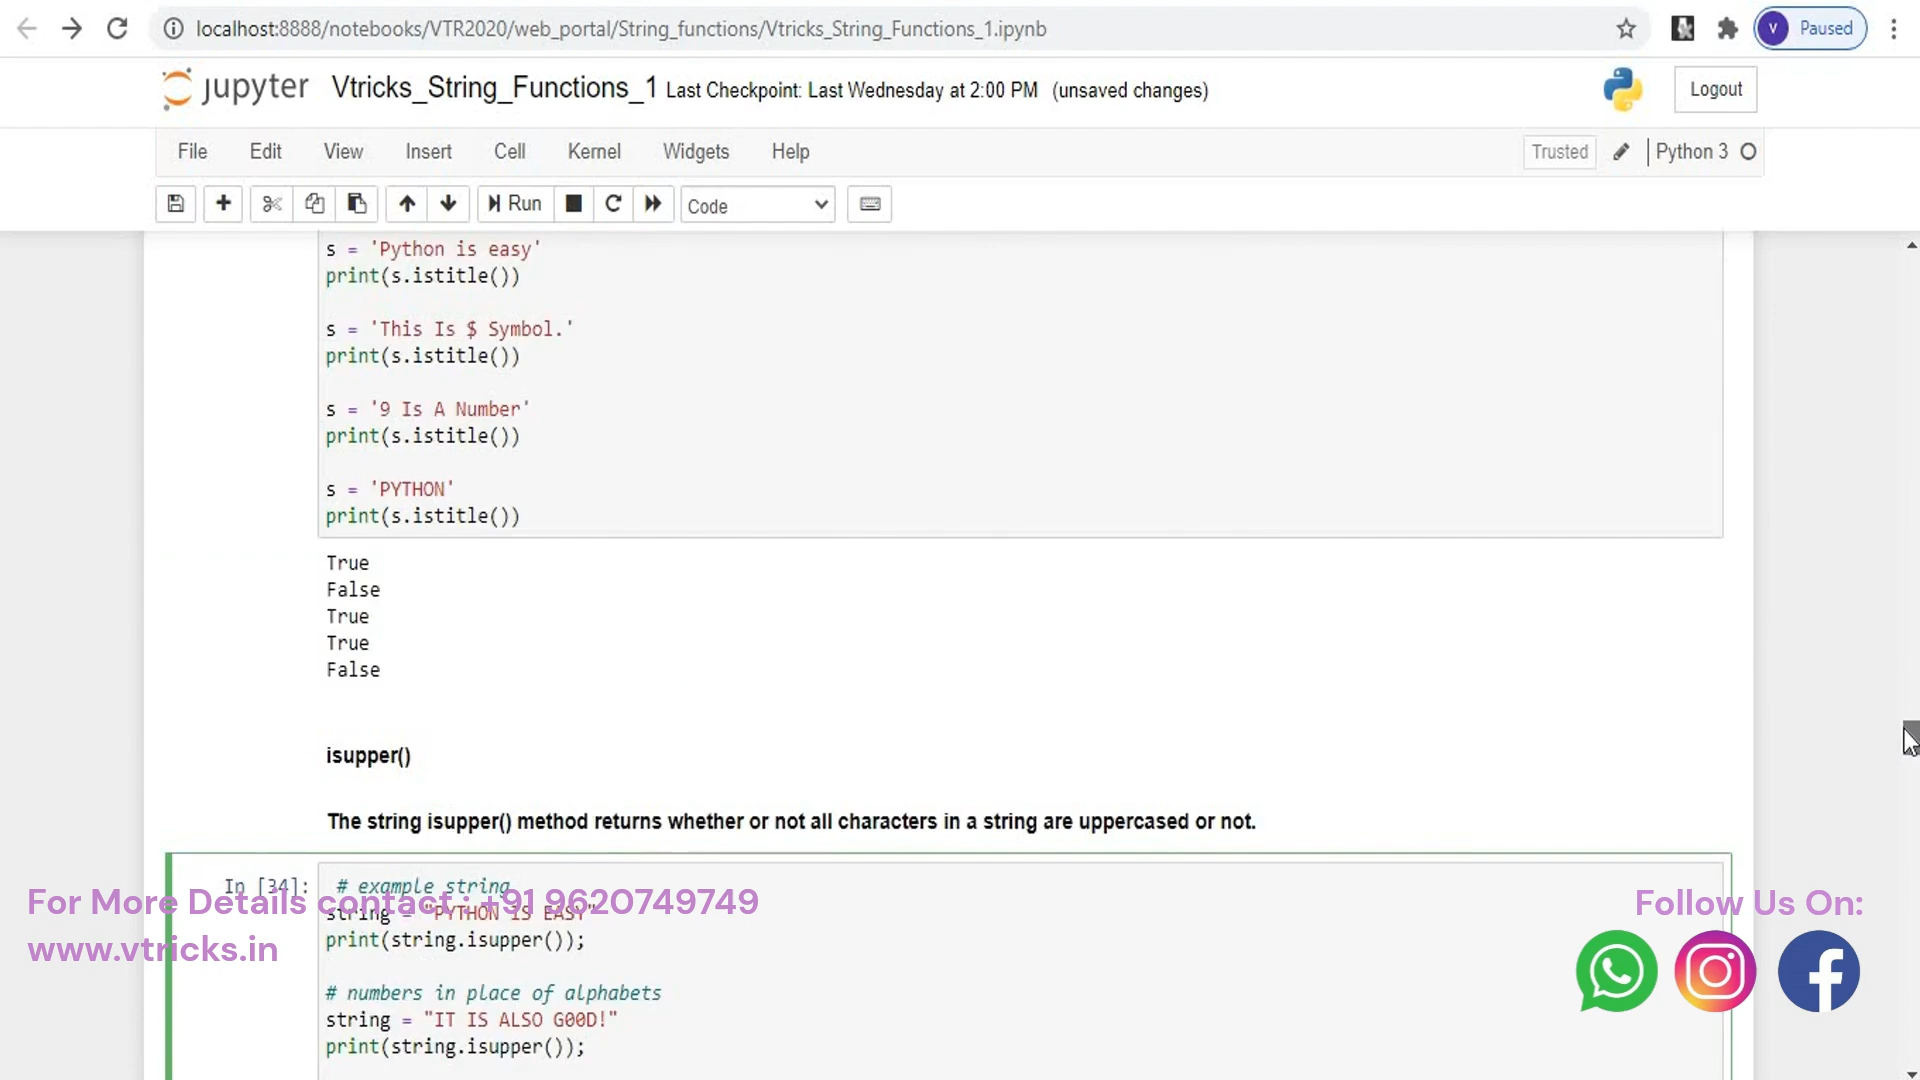 localhost:8888/notebooks/VTR2020/web_portal/String_functions/Vtricks_String_Functions_1.ipynb
V Paused
jupyter Vtricks_String_Functions_1 Last Checkpoint: Last Wednesday at 2:00 PM (unsaved changes)
Logout
File Edit View Insert Cell Kernel Widgets Help
Trusted Python 3
Run Code
s = 'Python is easy'
print(s.istitle())
s = 'This Is $ Symbol.'
print(s.istitle())
s = '9 Is A Number'
print(s.istitle())
s = 'PYTHON'
print(s.istitle())
True
False
True
True
False
isupper()
The string isupper() method returns whether or not all characters in a string are uppercased or not.
In [34]: # example string
string = "PYTHON IS EASY"
print(string.isupper());
# numbers in place of alphabets
string = "IT IS ALSO G00D!"
print(string.isupper());
For More Details contact : +91 9620749749
www.vtricks.in
Follow Us On: